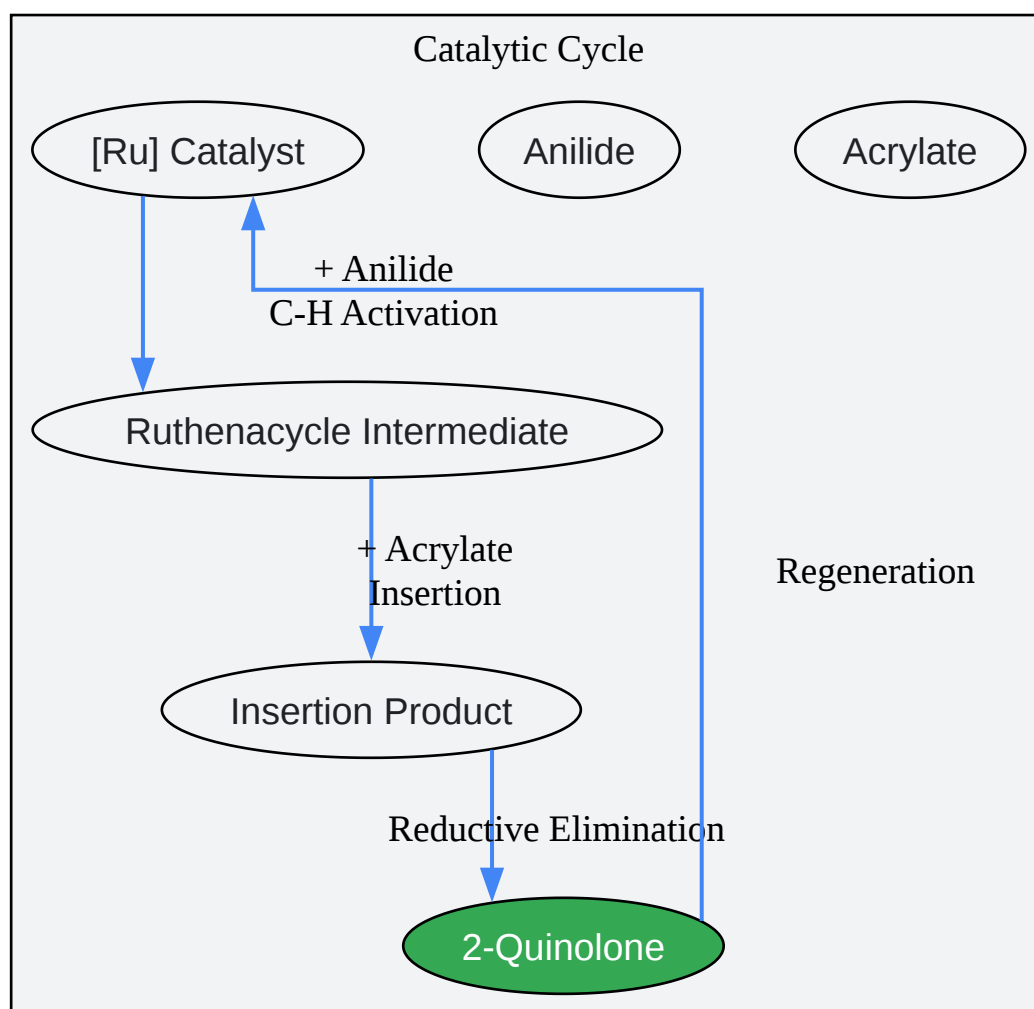 Catalytic Cycle
[Ru] Catalyst
Anilide
Acrylate
+ Anilide
C-H Activation
Ruthenacycle Intermediate
+ Acrylate
Insertion
Regeneration
Insertion Product
Reductive Elimination
2-Quinolone